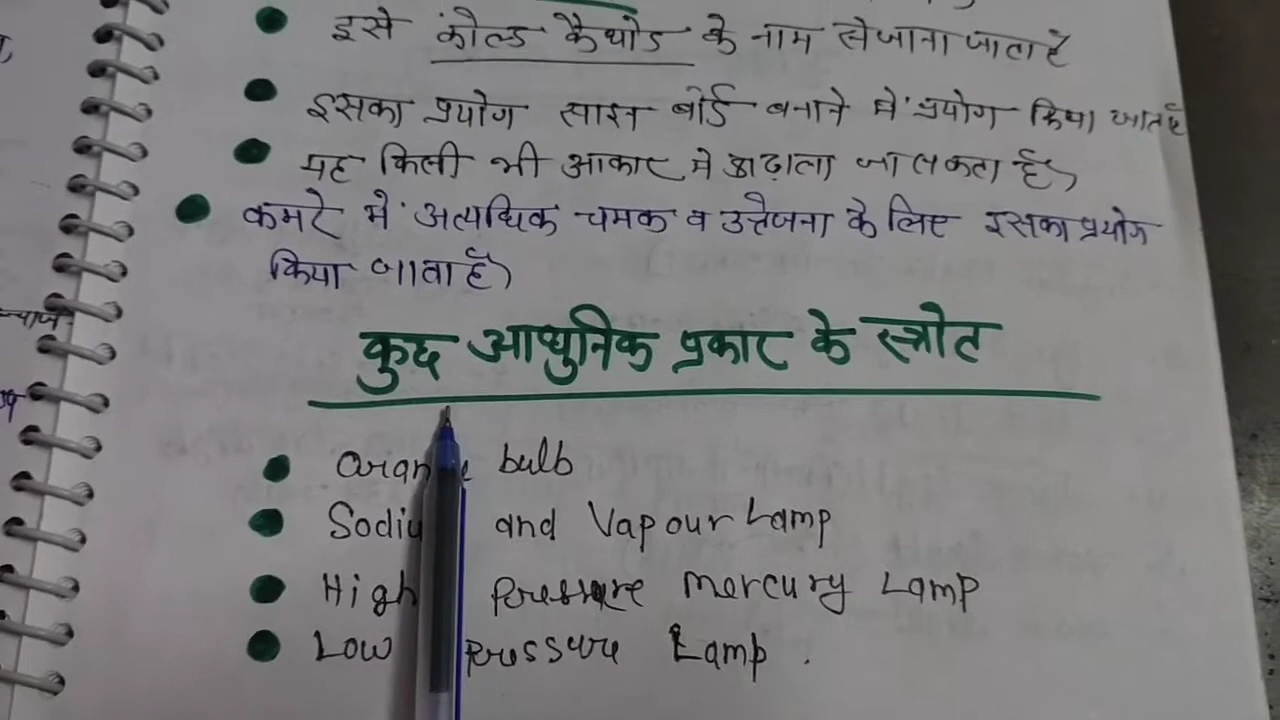 इसे कोल्ड कैथोड के नाम से जाना जाता है
इसका प्रयोग साइन बोर्ड बनाने मे प्रयोग किया जाता है
यह किसी भी आकार मे ढाला जा सकता है,
कमरे में अत्यधिक चमक व उत्तेजना के लिए इसका प्रयोग
किया जाता है)
कुछ आधुनिक प्रकार के स्त्रोत
bulb
and Vapour Lamp
High Pressure Mercury Lamp
Low Pressure Lamp .